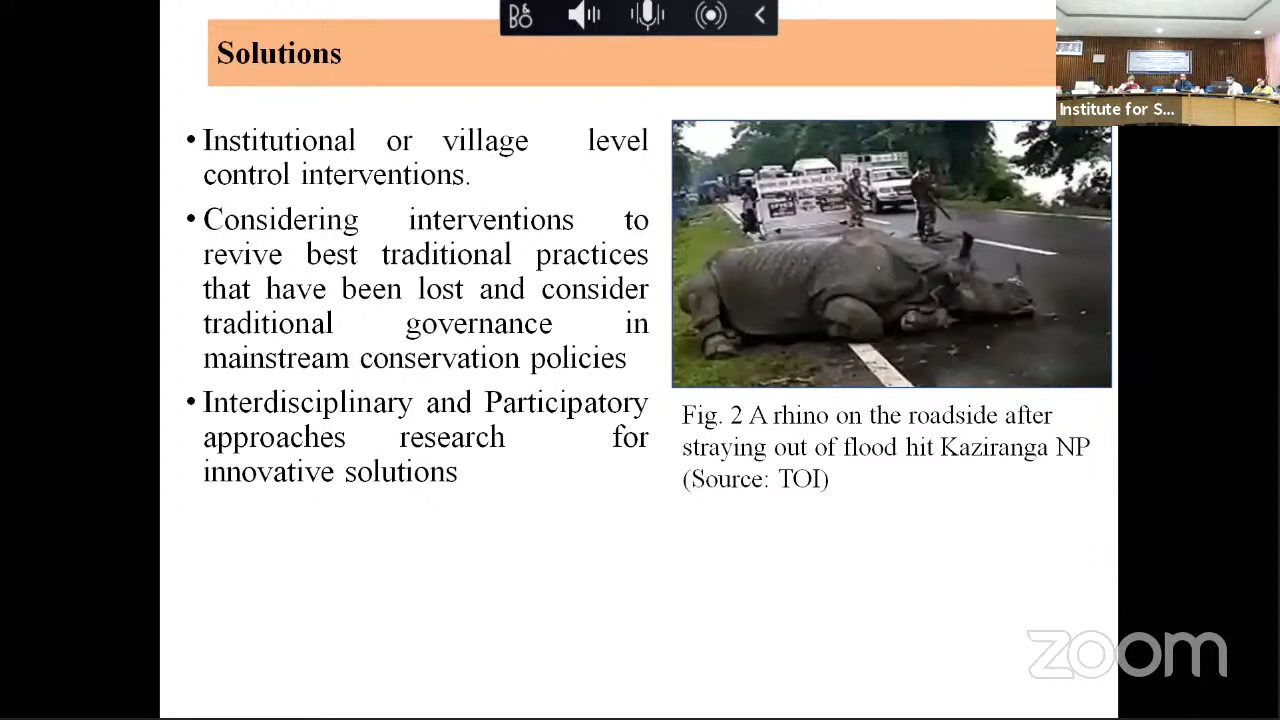 B&O
Solutions
Institute for S...
• Institutional or village level
control interventions.
• Considering interventions to
revive best traditional practices
that have been lost and consider
traditional governance in
mainstream conservation policies
• Interdisciplinary and Participatory
approaches research for
innovative solutions
Fig. 2 A rhino on the roadside after
straying out of flood hit Kaziranga NP
(Source: TOI)
zoom